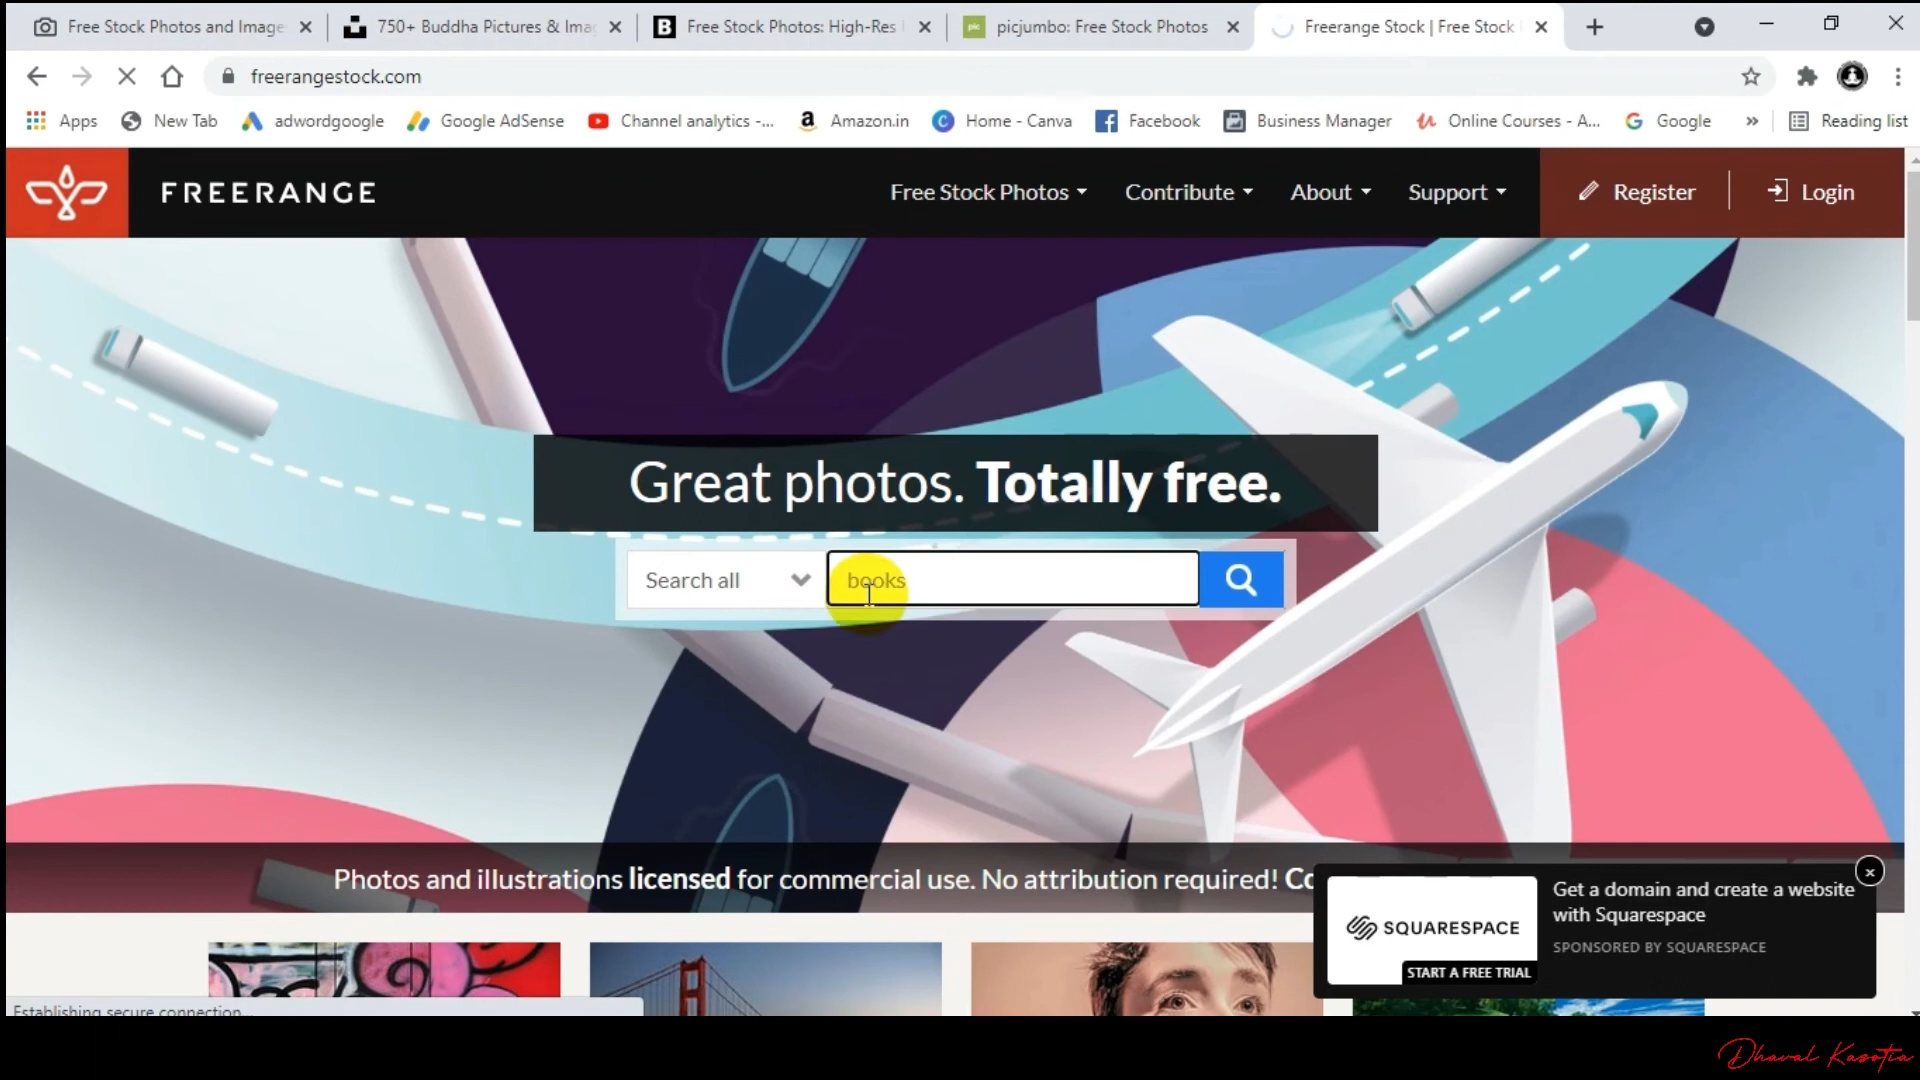 Free Stock Photos and Image
750+ Buddha Pictures & Ima
B Free Stock Photos: High-Res
pic picjumbo: Free Stock Photos
Freerange Stock | Free Stock
freerangestock.com
Apps New Tab adwordgoogle Google AdSense Channel analytics -... a Amazon.in C Home - Canva Facebook Business Manager Online Courses - A... G Google » Reading list
FREERANGE Free Stock Photos Contribute About Support Register Login
Great photos. Totally free.
Search all books
Photos and illustrations licensed for commercial use. No attribution required! Co
Get a domain and create a website
with Squarespace
SPONSORED BY SQUARESPACE
SQUARESPACE
START A FREE TRIAL
Establishing secure connection...
Dhaval Kasotia